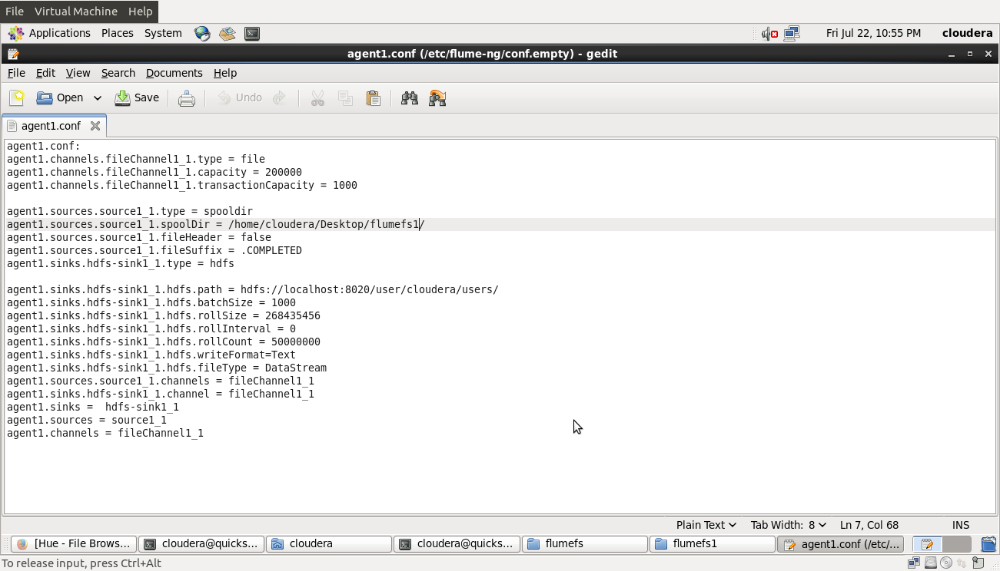 File Virtual Machine Help
Applications Places System Fri Jul 22, 10:55 PM cloudera
agent1.conf (/etc/flume-ng/conf.empty) - gedit
File Edit View Search Documents Help
Open Save Undo
agent1.conf
agent1.conf:
agent1.channels.fileChannel1_1.type = file
agent1.channels.fileChannel1_1.capacity = 200000
agent1.channels.fileChannel1_1.transactionCapacity = 1000
agent1.sources.source1_1.type = spooldir
agent1.sources.source1_1.spoolDir = /home/cloudera/Desktop/flumefs1/
agent1.sources.source1_1.fileHeader = false
agent1.sources.source1_1.fileSuffix = .COMPLETED
agent1.sinks.hdfs-sink1_1.type = hdfs
agent1.sinks.hdfs-sink1_1.hdfs.path = hdfs://localhost:8020/user/cloudera/users/
agent1.sinks.hdfs-sink1_1.hdfs.batchSize = 1000
agent1.sinks.hdfs-sink1_1.hdfs.rollSize = 268435456
agent1.sinks.hdfs-sink1_1.hdfs.rollInterval = 0
agent1.sinks.hdfs-sink1_1.hdfs.rollCount = 50000000
agent1.sinks.hdfs-sink1_1.hdfs.writeFormat=Text
agent1.sinks.hdfs-sink1_1.hdfs.fileType = DataStream
agent1.sources.source1_1.channels = fileChannel1_1
agent1.sinks.hdfs-sink1_1.channel = fileChannel1_1
agent1.sinks =  hdfs-sink1_1
agent1.sources = source1_1
agent1.channels = fileChannel1_1
Plain Text Tab Width: 8 Ln 7, Col 68 INS
[Hue - File Brows... cloudera@quicks... cloudera cloudera@quicks... flumefs flumefs1 agent1.conf (/etc/...
To release input, press Ctrl+Alt